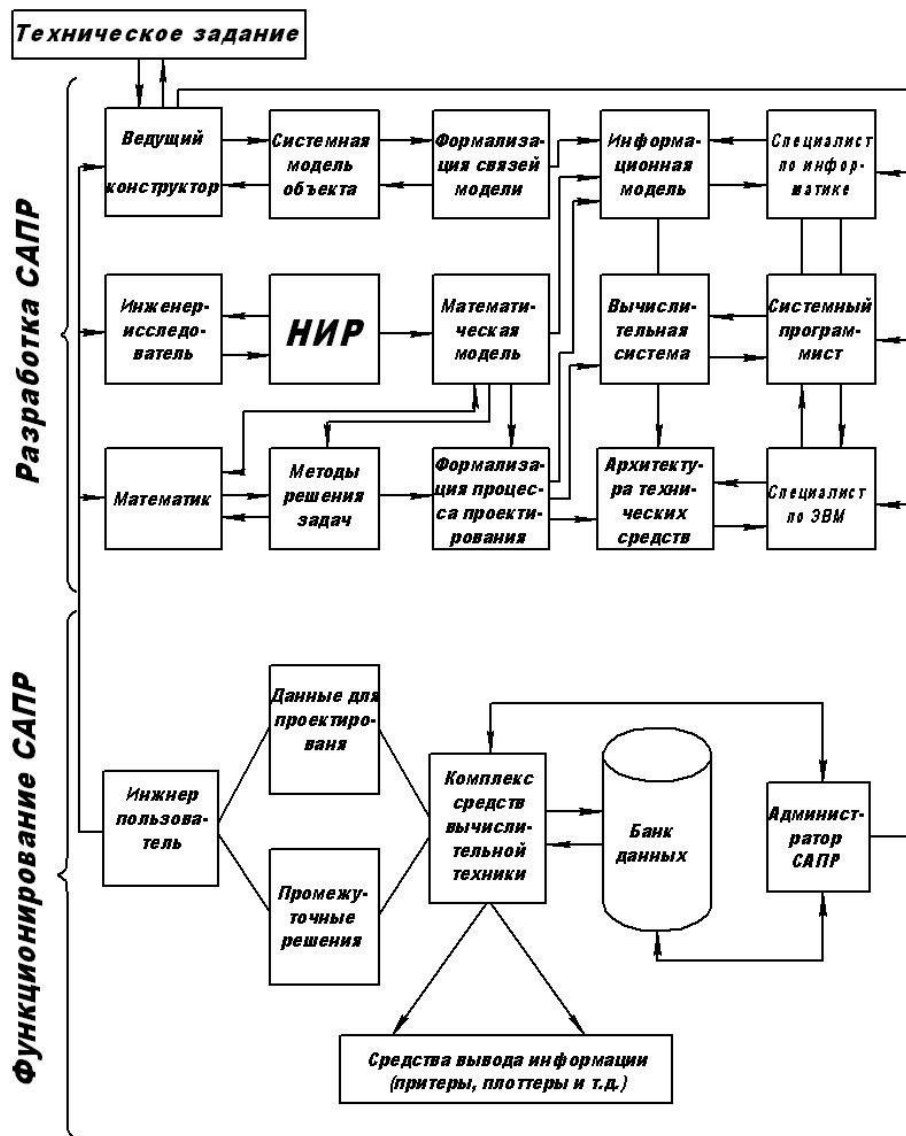 Техническое задание
Разработка САПР
Ведущий
конструктор
Системная
модель
объекта
Формализа-
ция связей
модели
Информа-
ционная
модель
Специалист
по инфор-
матике
Инженер-
исследо-
ватель
НИР
Математи-
ческая
модель
Вычисли-
тельная
система
Системный
програм-
мист
Математик
Методы
решения
задач
Формализа-
ция процес-
са проекти-
рования
Архитекту-
ра техни-
ческих
средств
Специалист
по ЭВМ
Функционирование САПР
Инжнер
пользова-
тель
Данные для
проектиро-
ваня
Промежу-
точные
решения
Комплекс
средств
вычисли-
тельной
техники
Банк
данных
Админист-
ратор
САПР
Средства вывода информации
(притеры, плоттеры и т.д.)